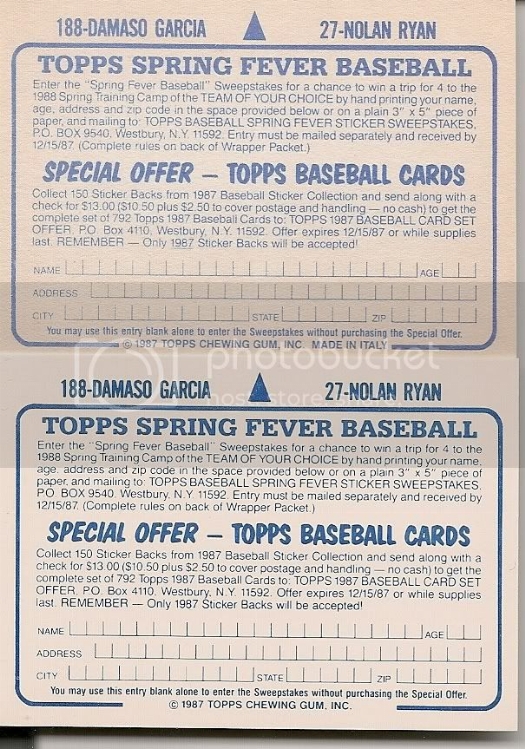 188-DAMASO GARCIA 27-NOLAN RYAN
TOPPS SPRING FEVER BASEBALL
Enter the "Spring Fever Baseball" Sweepstakes for a chance to win a trip for 4 to the
1988 Spring Training Camp of the TEAM OF YOUR CHOICE by hand printing your name,
age, address and zip code in the space provided below or on a plain 3" x 5" piece of
paper, and mailing to: TOPPS BASEBALL SPRING FEVER STICKER SWEEPSTAKES,
P.O. BOX 9540, Westbury, N.Y. 11592. Entry must be mailed separately and received by
12/15/87. (Complete rules on back of Wrapper Packet.)
SPECIAL OFFER – TOPPS BASEBALL CARDS
Collect 150 Sticker Backs from 1987 Baseball Sticker Collection and send along with a
check for $13.00 ($10.50 plus $2.50 to cover postage and handling — no cash) to get the
complete set of 792 Topps 1987 Baseball Cards to: TOPPS 1987 BASEBALL CARD SET
OFFER, P.O. Box 4110, Westbury, N.Y. 11592. Offer expires 12/15/87 or while supplies
last. REMEMBER — Only 1987 Sticker Backs will be accepted!
NAME AGE
ADDRESS
CITY STATE ZIP
You may use this entry blank alone to enter the Sweepstakes without purchasing the Special Offer.
© 1987 TOPPS CHEWING GUM, INC. MADE IN ITALY
photobucket
188-DAMASO GARCIA 27-NOLAN RYAN
TOPPS SPRING FEVER BASEBALL
Enter the "Spring Fever Baseball" Sweepstakes for a chance to win a trip for 4 to the
1988 Spring Training Camp of the TEAM OF YOUR CHOICE by hand printing your name,
age, address and zip code in the space provided below or on a plain 3" x 5" piece of
paper, and mailing to: TOPPS BASEBALL SPRING FEVER STICKER SWEEPSTAKES,
P.O. BOX 9540, Westbury, N.Y. 11592. Entry must be mailed separately and received by
12/15/87. (Complete rules on back of Wrapper Packet.)
SPECIAL OFFER – TOPPS BASEBALL CARDS
Collect 150 Sticker Backs from 1987 Baseball Sticker Collection and send along with a
check for $13.00 ($10.50 plus $2.50 to cover postage and handling — no cash) to get the
complete set of 792 Topps 1987 Baseball Cards to: TOPPS 1987 BASEBALL CARD SET
OFFER, P.O. Box 4110, Westbury, N.Y. 11592. Offer expires 12/15/87 or while supplies
last. REMEMBER — Only 1987 Sticker Backs will be accepted!
NAME AGE
ADDRESS
CITY STATE ZIP
You may use this entry blank alone to enter the Sweepstakes without purchasing the Special Offer.
© 1987 TOPPS CHEWING GUM, INC.